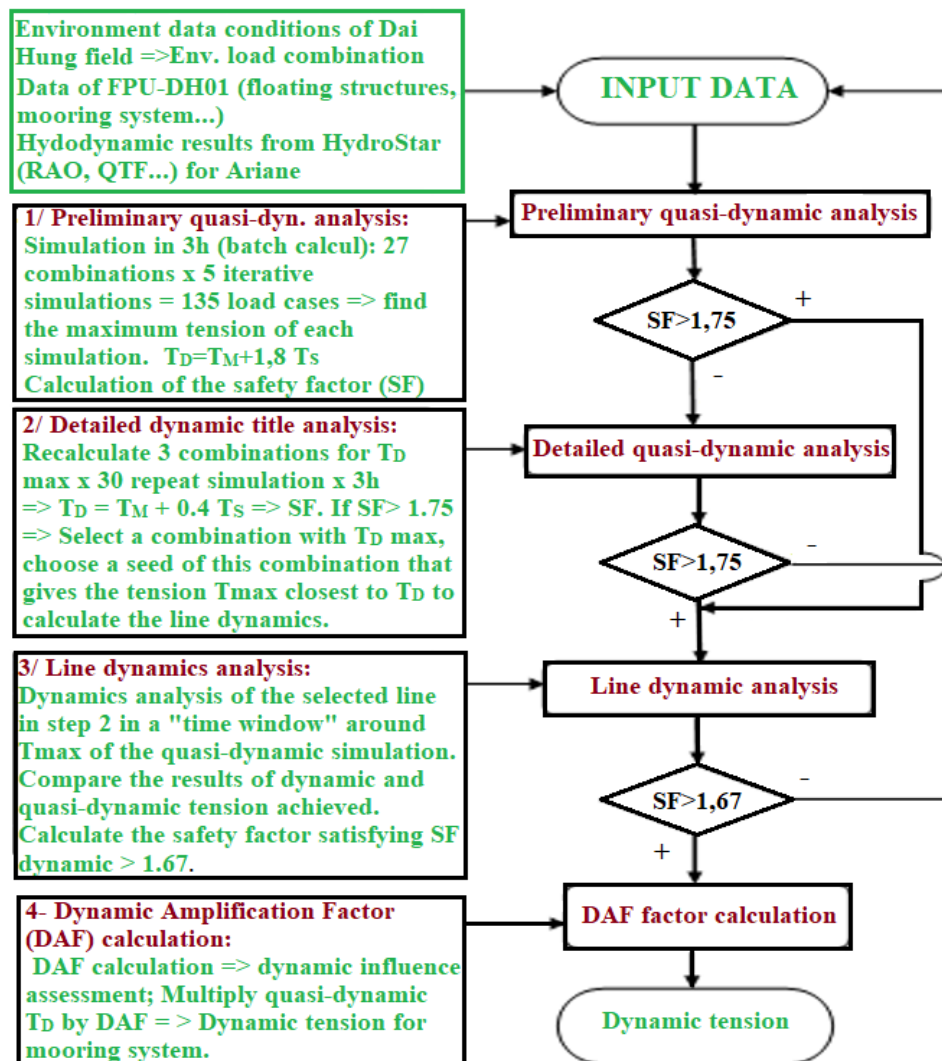 Environment data conditions of Dai
Hung field =>Env. load combination
Data of FPU-DH01 (floating structures,
mooring system...)
Hydodynamic results from HydroStar
(RAO, QTF...) for Ariane
INPUT DATA
1/ Preliminary quasi-dyn. analysis:
Simulation in 3h (batch calcul): 27
combinations x 5 iterative
simulations = 135 load cases => find
the maximum tension of each
simulation. TD=TM+1,8 Ts
Calculation of the safety factor (SF)
Preliminary quasi-dynamic analysis
SF>1,75
+
-
2/ Detailed dynamic title analysis:
Recalculate 3 combinations for TD
max x 30 repeat simulation x 3h
=> TD = TM + 0.4 TS => SF. If SF> 1.75
=> Select a combination with TD max,
choose a seed of this combination that
gives the tension Tmax closest to TD to
calculate the line dynamics.
Detailed quasi-dynamic analysis
SF>1,75
-
+
3/ Line dynamics analysis:
Dynamics analysis of the selected line
in step 2 in a "time window" around
Tmax of the quasi-dynamic simulation.
Compare the results of dynamic and
quasi-dynamic tension achieved.
Calculate the safety factor satisfying SF
dynamic > 1.67.
Line dynamic analysis
SF>1,67
-
+
4- Dynamic Amplification Factor
(DAF) calculation:
DAF calculation => dynamic influence
assessment; Multiply quasi-dynamic
TD by DAF = > Dynamic tension for
mooring system.
DAF factor calculation
Dynamic tension